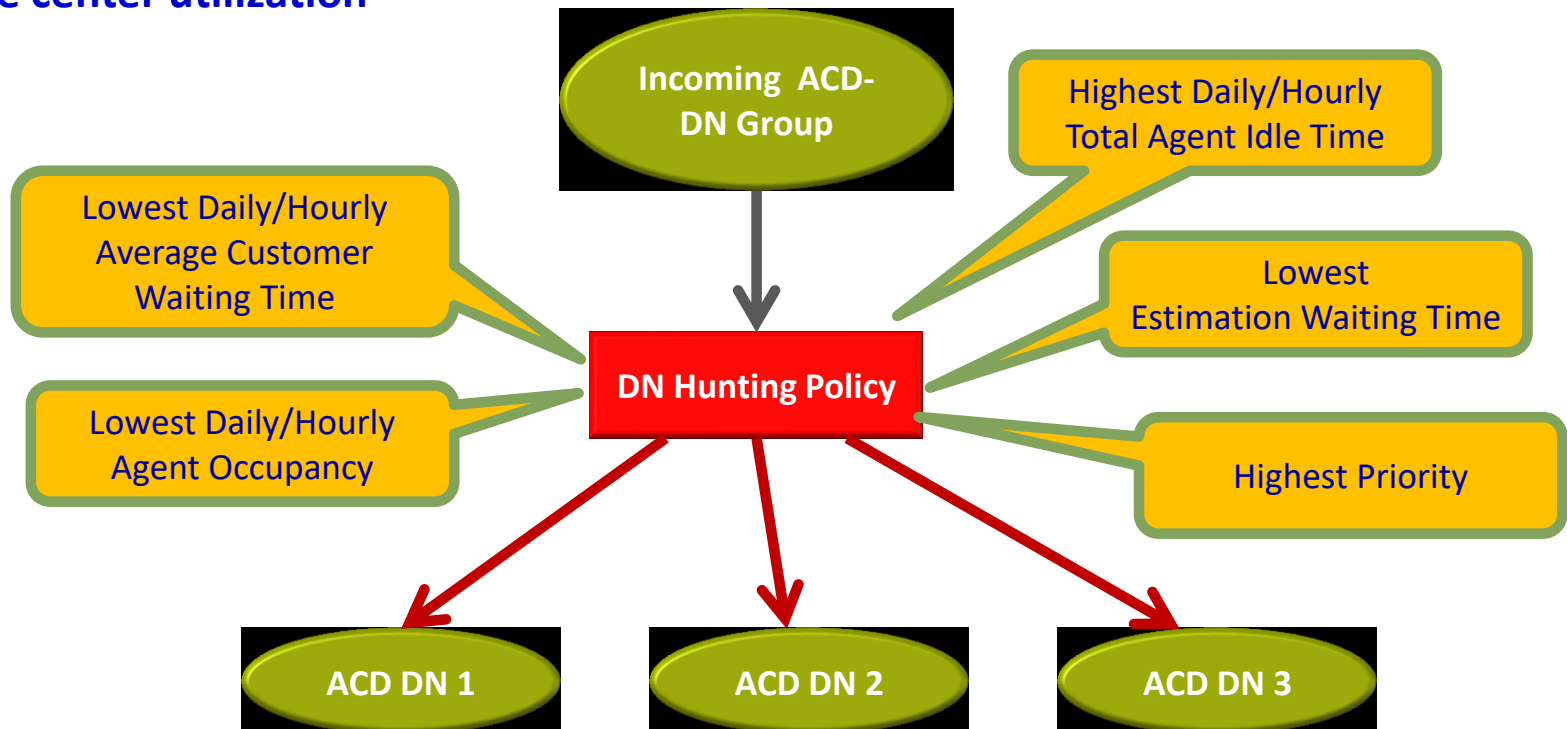 center utilization
Incoming ACD-
DN Group
Highest Daily/Hourly
Total Agent Idle Time
Lowest Daily/Hourly
Average Customer
Waiting Time
Lowest
Estimation Waiting Time
DN Hunting Policy
Lowest Daily/Hourly
Agent Occupancy
Highest Priority
ACD DN 1
ACD DN 2
ACD DN 3